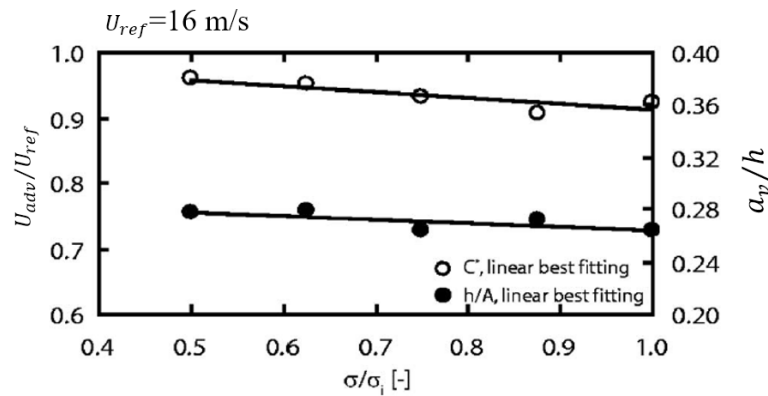 U_ref=16 m/s
1.0
0.9
0.8
0.7
0.6
U_adv/U_ref
0.40
0.36
0.32
0.28
0.24
0.20
a_v/h
C*, linear best fitting
h/A, linear best fitting
0.4 0.5 0.6 0.7 0.8 0.9 1.0
σ/σ_i [-]